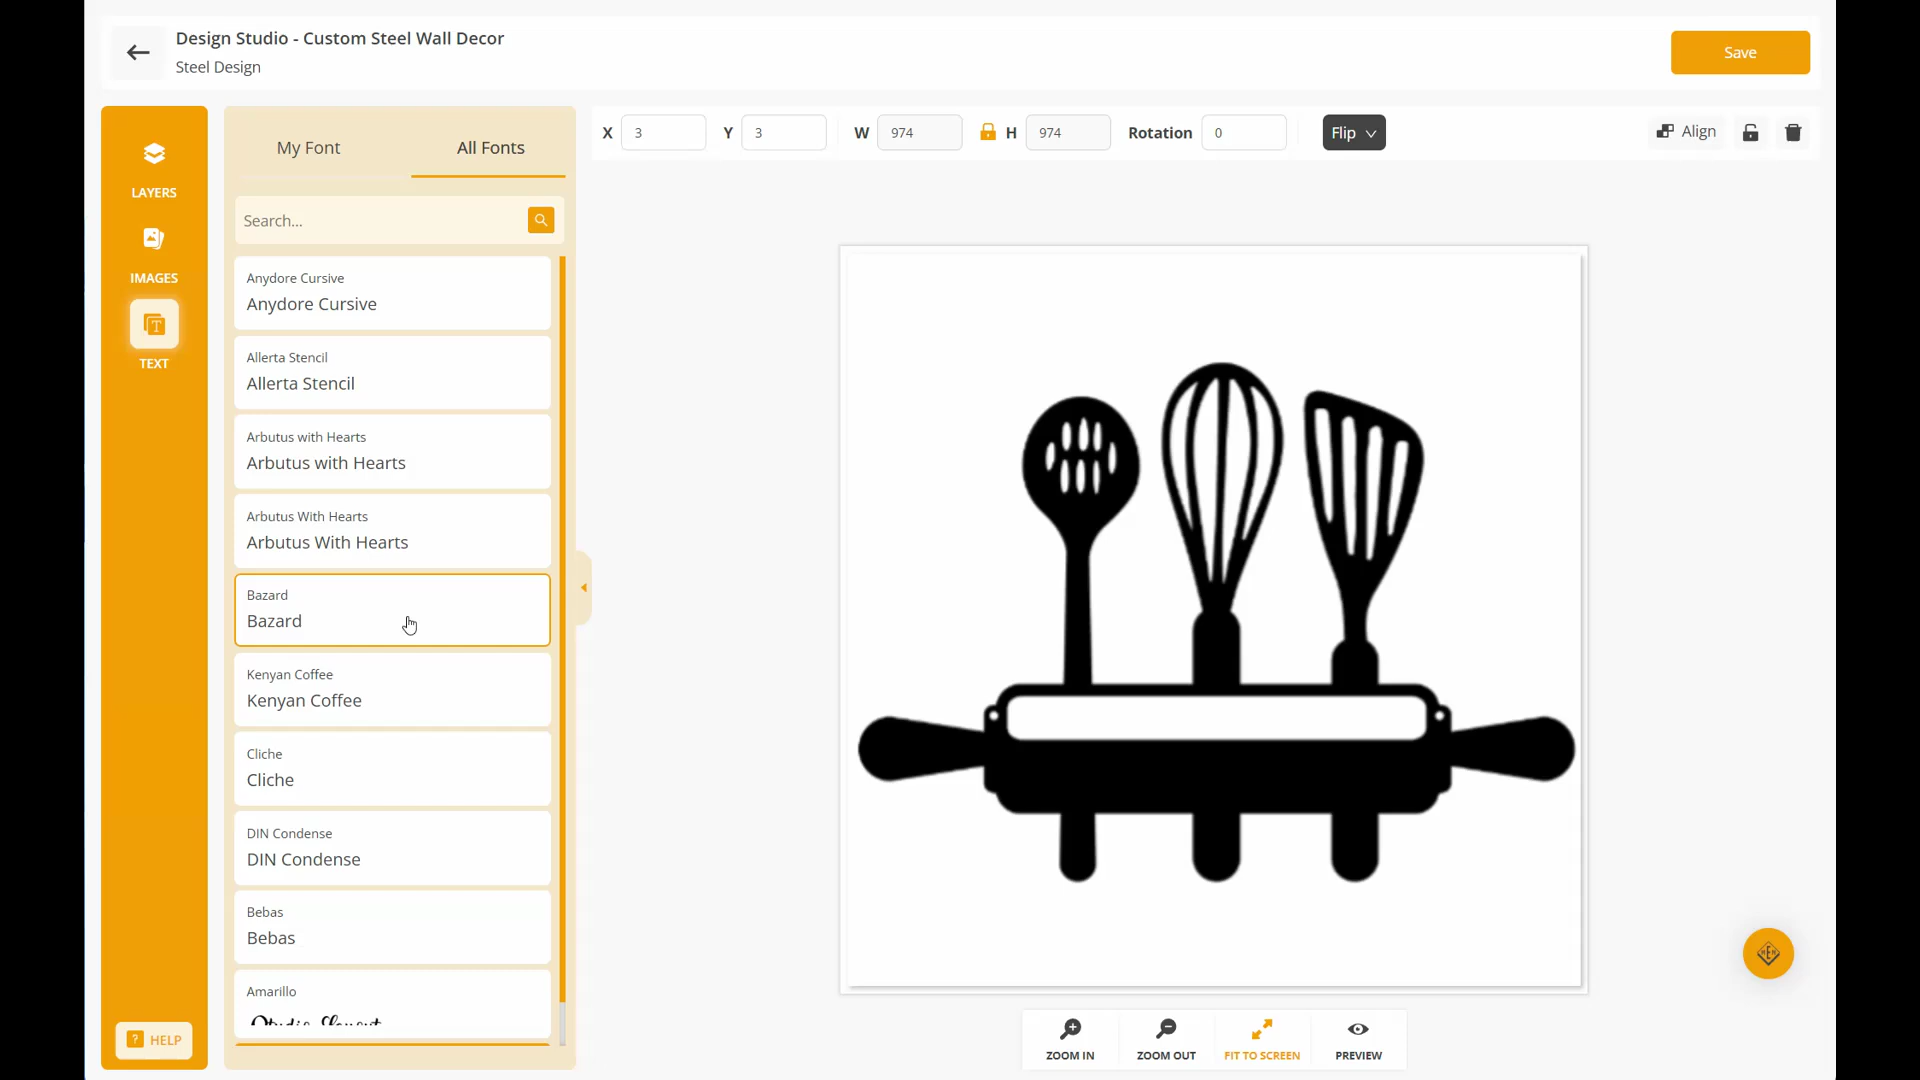 Design Studio - Custom Steel Wall Decor
Steel Design
Save
LAYERS
IMAGES
T
TEXT
? HELP
My Font
All Fonts
Search...
Anydore Cursive
Anydore Cursive
Allerta Stencil
Allerta Stencil
Arbutus with Hearts
Arbutus with Hearts
Arbutus With Hearts
Arbutus With Hearts
Bazard
Bazard
Kenyan Coffee
Kenyan Coffee
Cliche
Cliche
DIN Condense
DIN Condense
Bebas
Bebas
Amarillo
X 3 Y 3 W 974 H 974 Rotation 0 Flip Align
ZOOM IN
ZOOM OUT
FIT TO SCREEN
PREVIEW